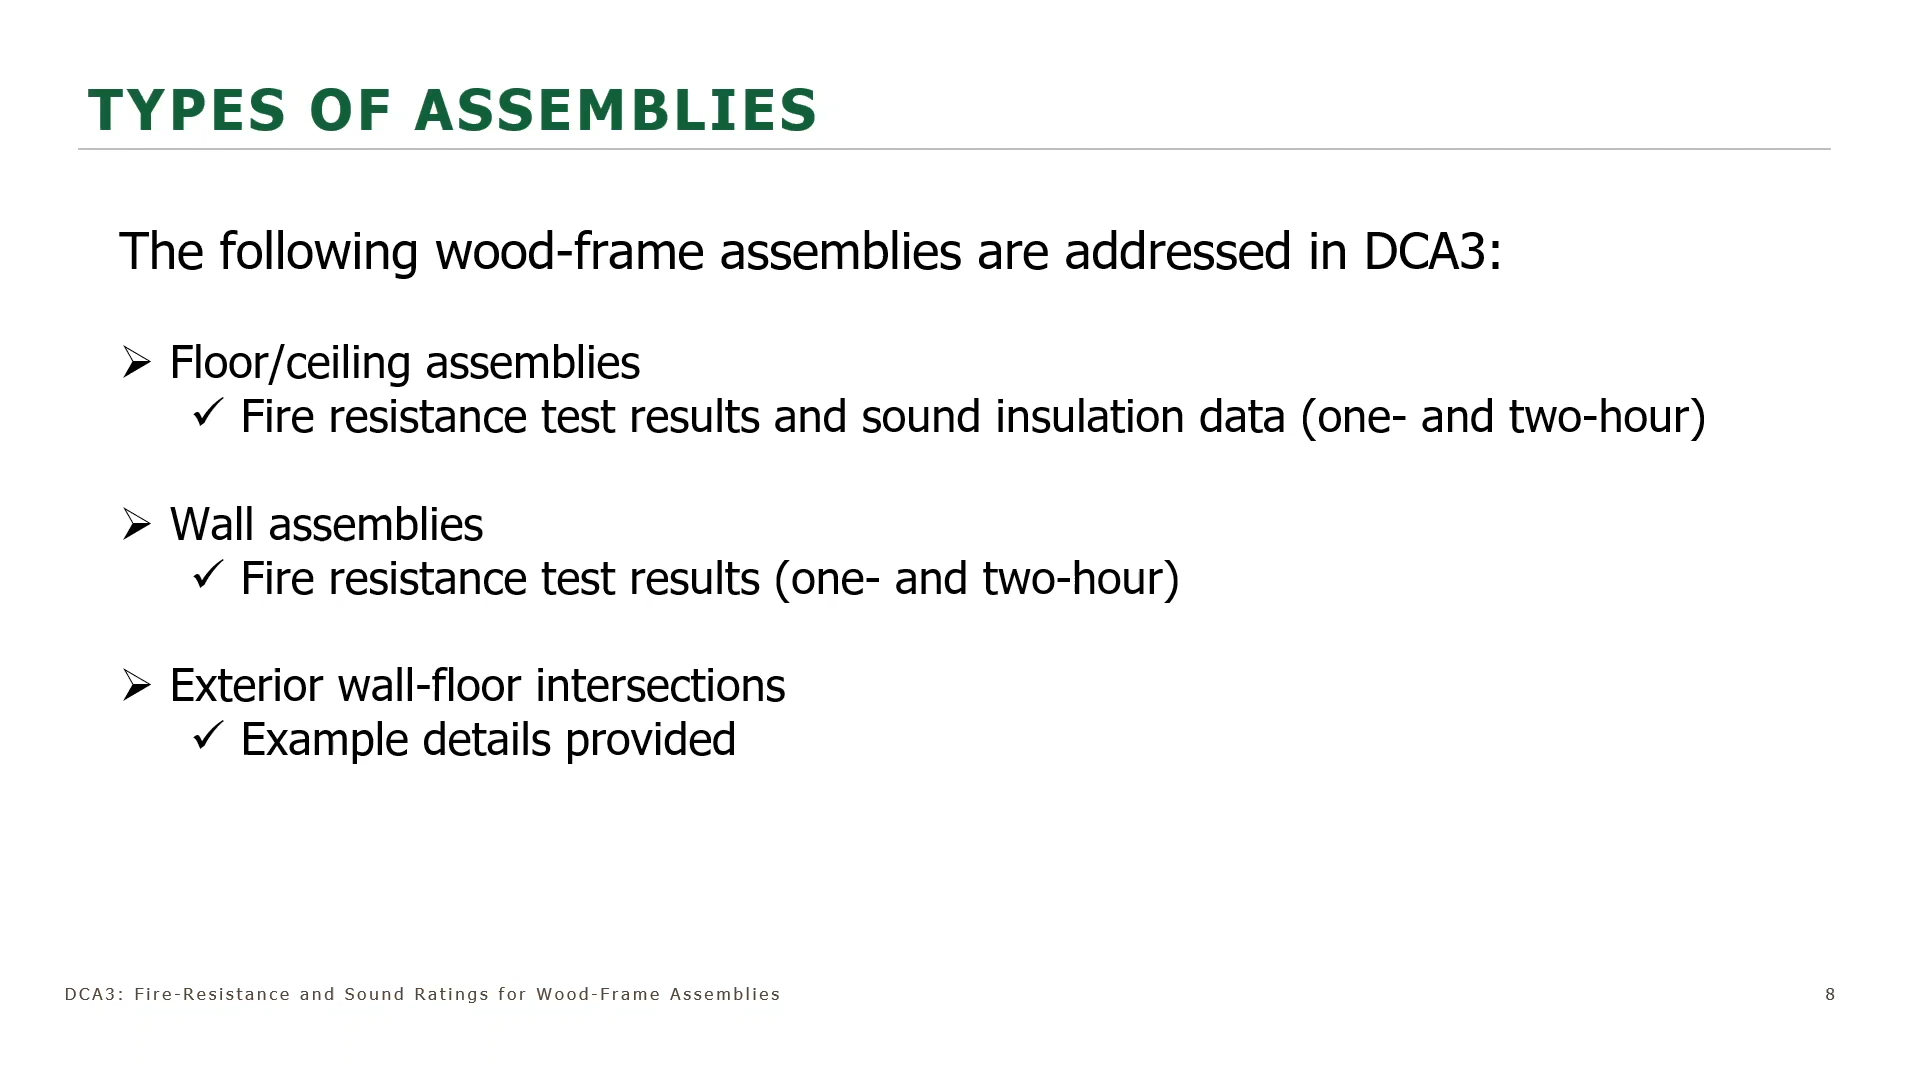 TYPES OF ASSEMBLIES
The following wood-frame assemblies are addressed in DCA3:
➢ Floor/ceiling assemblies
✓ Fire resistance test results and sound insulation data (one- and two-hour)
➢ Wall assemblies
✓ Fire resistance test results (one- and two-hour)
➢ Exterior wall-floor intersections
✓ Example details provided
DCA3: Fire-Resistance and Sound Ratings for Wood-Frame Assemblies
8